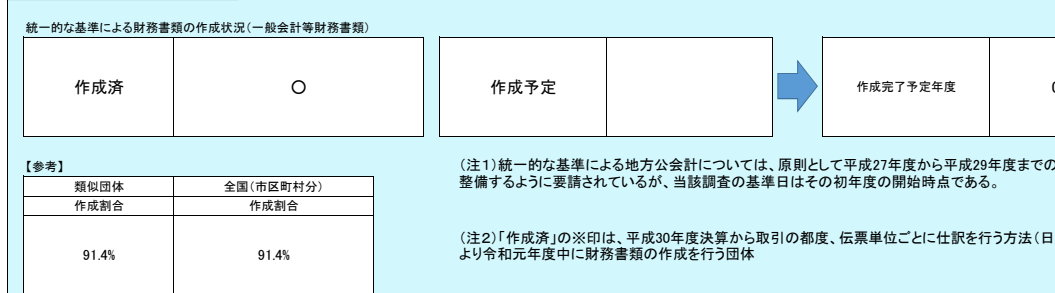 統一的な基準による財務書類の作成状況(一般会計等財務書類)
作成済 ○ 作成予定 作成完了予定年度
【参考】
類似団体 全国(市区町村分)
作成割合 作成割合
91.4% 91.4%
(注1)統一的な基準による地方公会計については、原則として平成27年度から平成29年度までの
整備するように要請されているが、当該調査の基準日はその初年度の開始時点である。
(注2)「作成済」の※印は、平成30年度決算から取引の都度、伝票単位ごとに仕訳を行う方法(日
より令和元年度中に財務書類の作成を行う団体